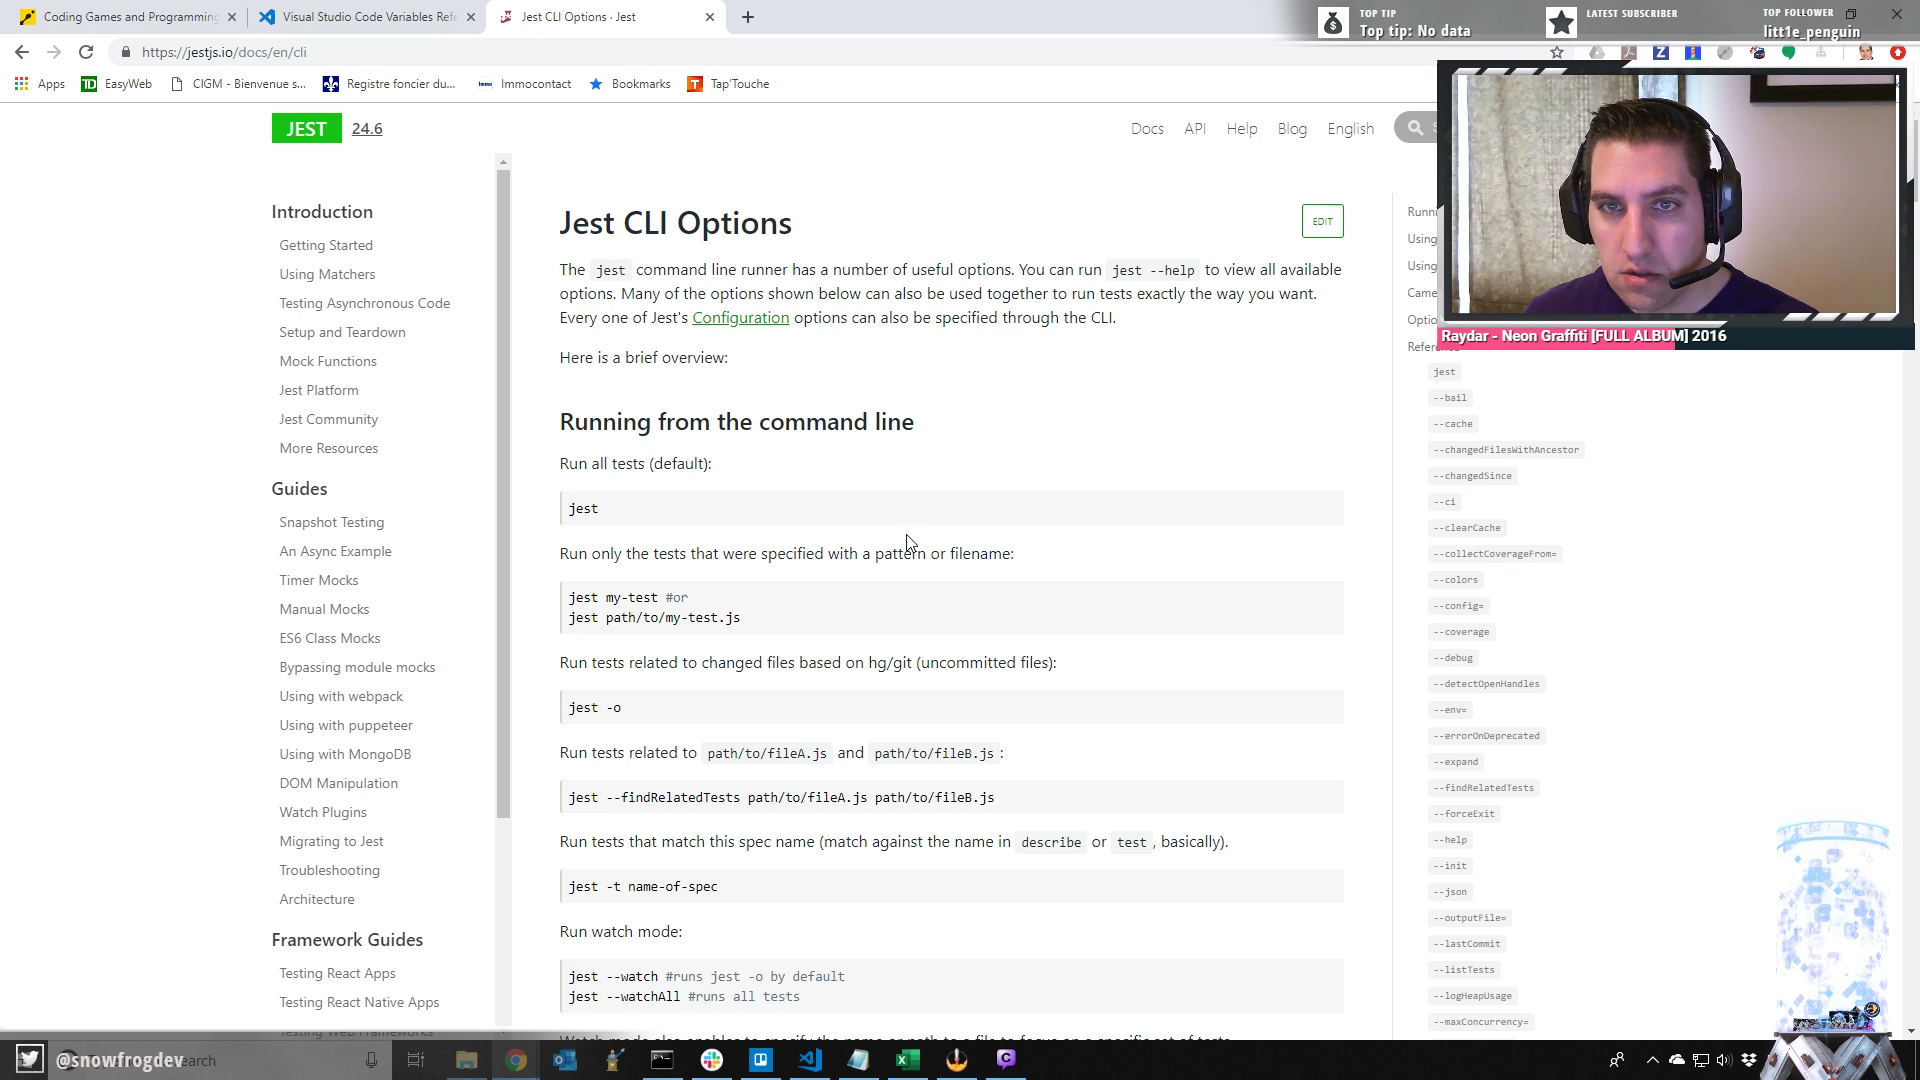 Coding Games and Programming
Visual Studio Code Variables Refe
Jest CLI Options · Jest
TOP TIP
Top tip: No data
LATEST SUBSCRIBER
TOP FOLLOWER
litt1e_penguin
https://jestjs.io/docs/en/cli
Apps
EasyWeb
CIGM - Bienvenue s...
Registre foncier du...
Immocontact
Bookmarks
Tap'Touche
JEST
24.6
Docs
API
Help
Blog
English
Introduction
Getting Started
Using Matchers
Testing Asynchronous Code
Setup and Teardown
Mock Functions
Jest Platform
Jest Community
More Resources
Guides
Snapshot Testing
An Async Example
Timer Mocks
Manual Mocks
ES6 Class Mocks
Bypassing module mocks
Using with webpack
Using with puppeteer
Using with MongoDB
DOM Manipulation
Watch Plugins
Migrating to Jest
Troubleshooting
Architecture
Framework Guides
Testing React Apps
Testing React Native Apps
Testing Web Frameworks
Jest CLI Options
EDIT
The jest command line runner has a number of useful options. You can run jest --help to view all available
options. Many of the options shown below can also be used together to run tests exactly the way you want.
Every one of Jest's Configuration options can also be specified through the CLI.
Here is a brief overview:
Running from the command line
Run all tests (default):
jest
Run only the tests that were specified with a pattern or filename:
jest my-test #or
jest path/to/my-test.js
Run tests related to changed files based on hg/git (uncommitted files):
jest -o
Run tests related to path/to/fileA.js and path/to/fileB.js:
jest --findRelatedTests path/to/fileA.js path/to/fileB.js
Run tests that match this spec name (match against the name in describe or test, basically).
jest -t name-of-spec
Run watch mode:
jest --watch #runs jest -o by default
jest --watchAll #runs all tests
Runni
Using
Using
Came
Optio
Raydar - Neon Graffiti [FULL ALBUM] 2016
Refere
jest
--bail
--cache
--changedFilesWithAncestor
--changedSince
--ci
--clearCache
--collectCoverageFrom=
--colors
--config=
--coverage
--debug
--detectOpenHandles
--env=
--errorOnDeprecated
--expand
--findRelatedTests
--forceExit
--help
--init
--json
--outputFile=
--lastCommit
--listTests
--logHeapUsage
--maxConcurrency=
@snowfrogdev